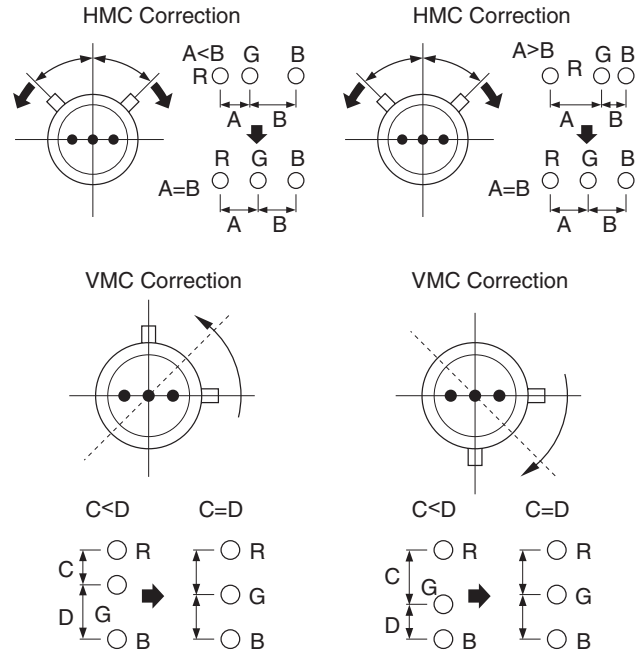 HMC Correction
A<B
R G B
A B
R G B
A=B
A B
HMC Correction
A>B
R G B
A B
R G B
A=B
A B
VMC Correction
C<D C=D
R R
C
G
D G
B B
VMC Correction
C<D C=D
R R
C
G G
D
B B